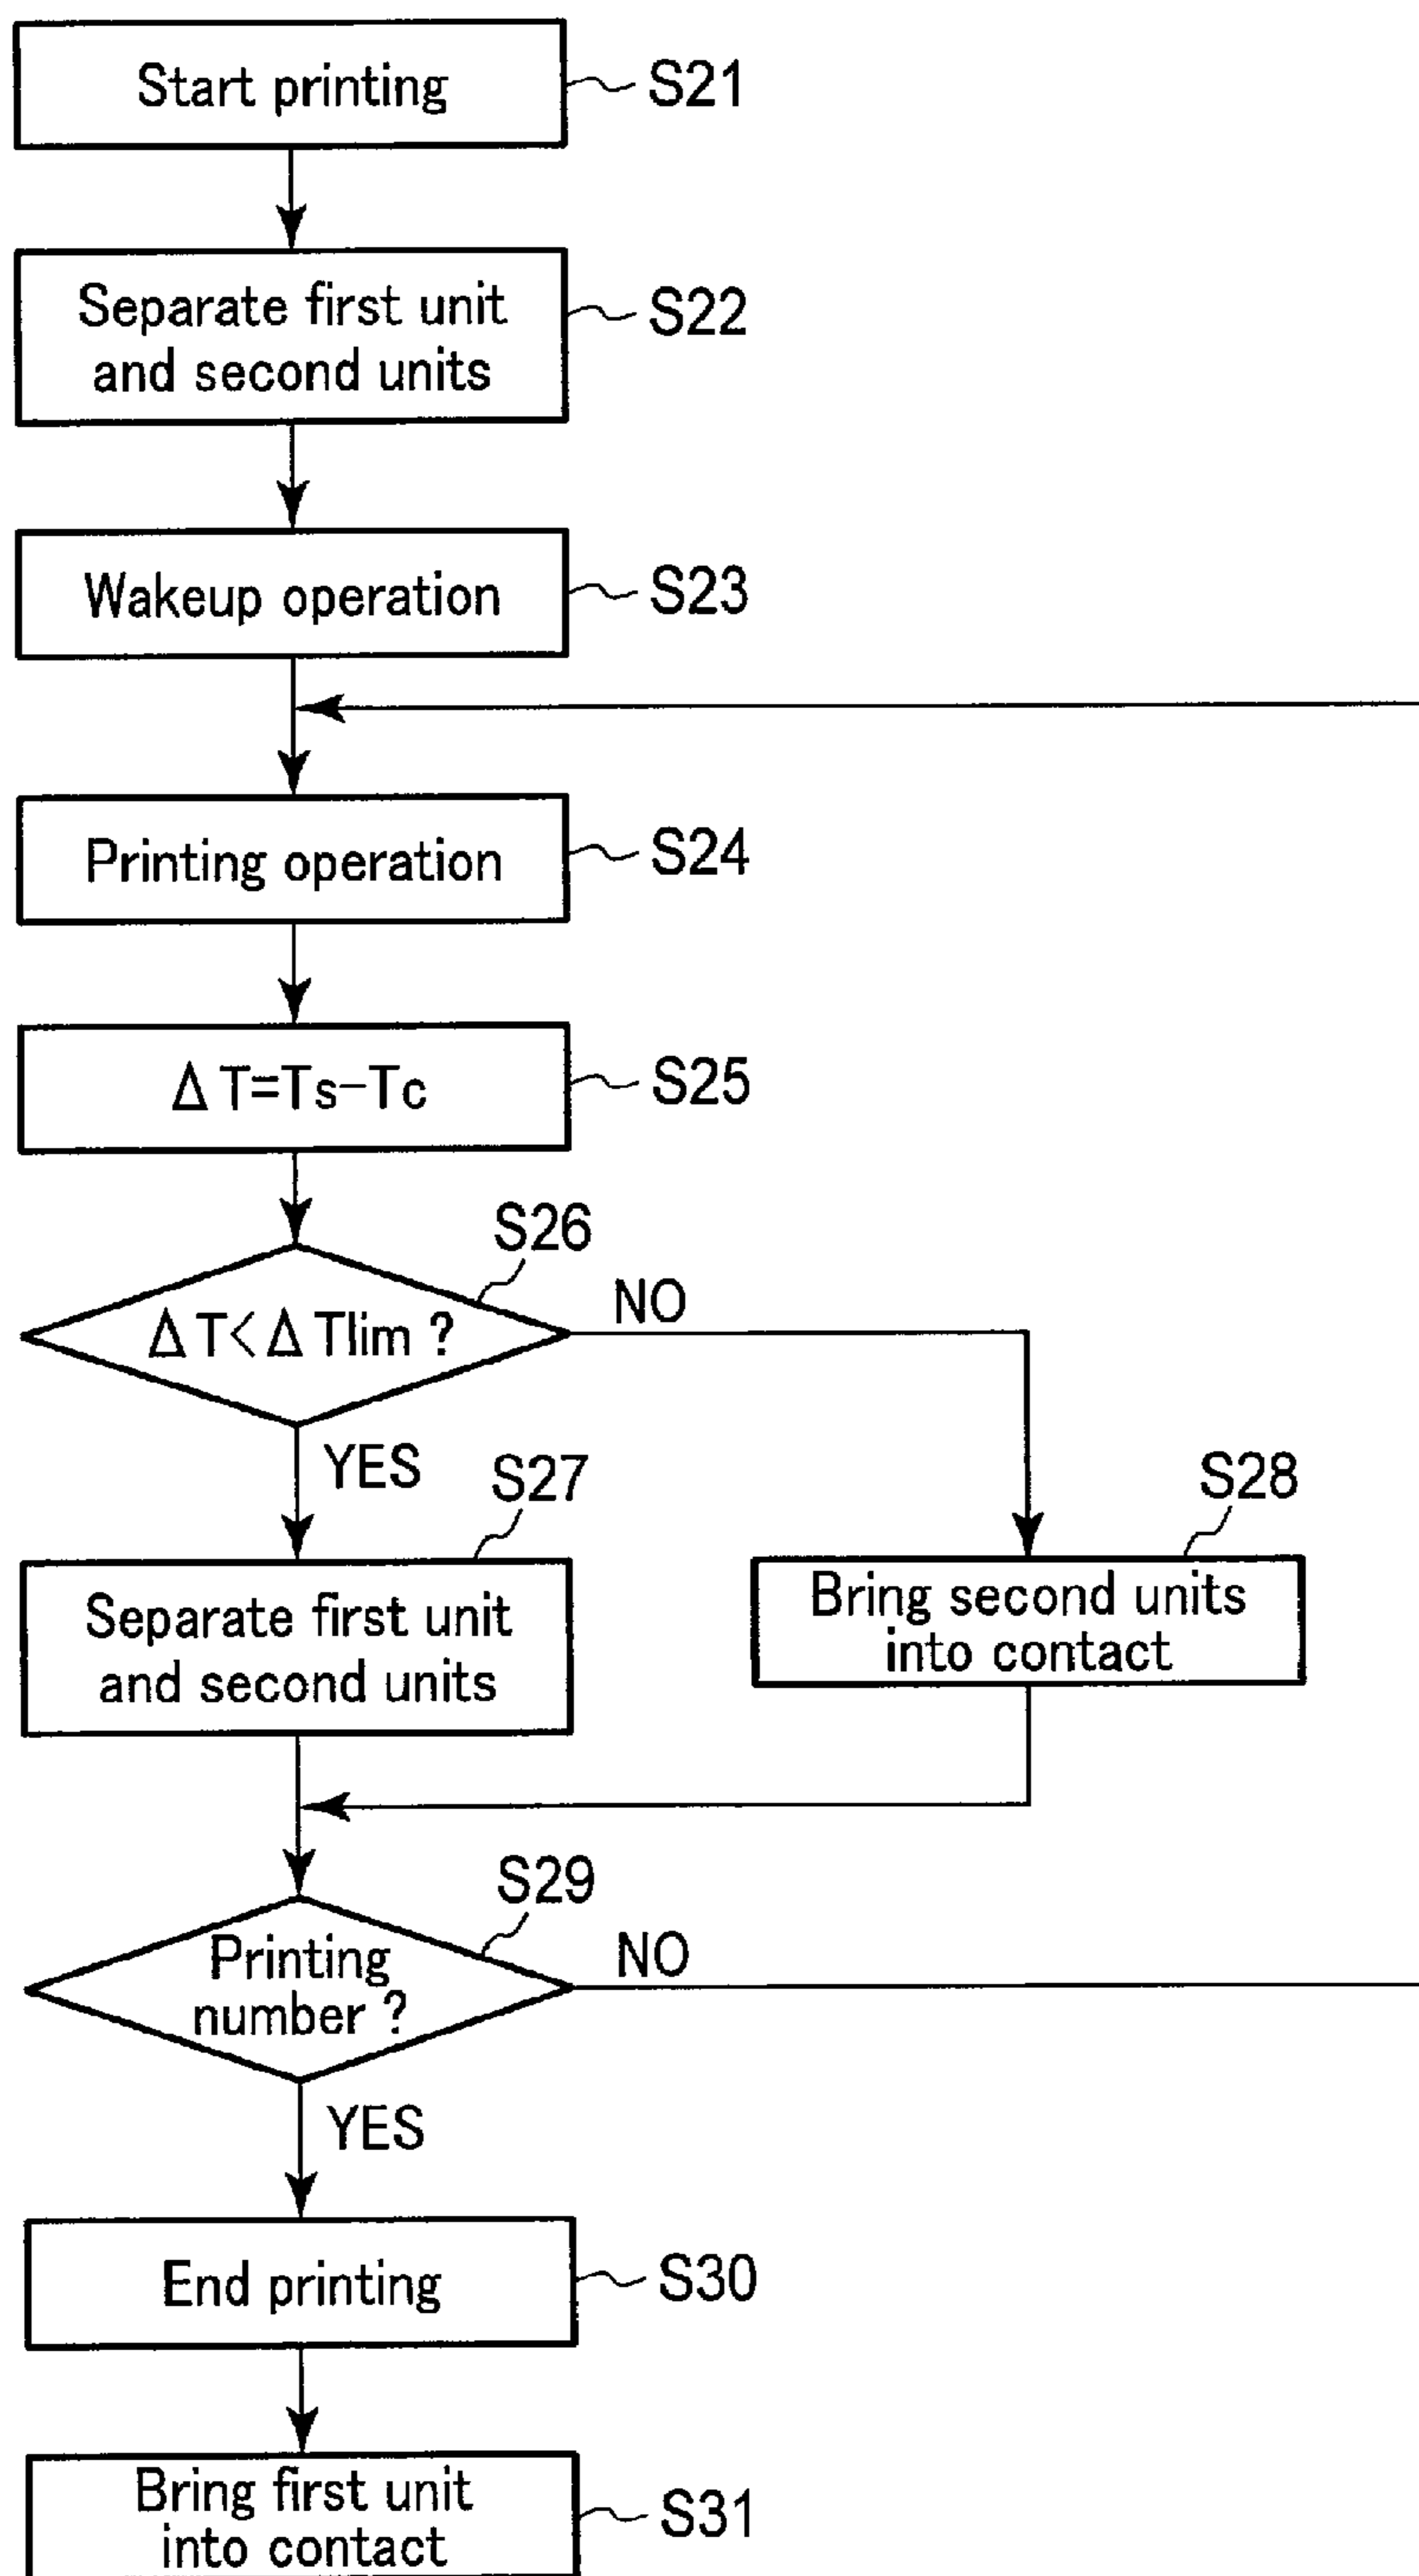 Start printing
S21
Separate first unit
and second units
S22
Wakeup operation
S23
Printing operation
S24
ΔT=Ts-Tc
S25
S26
ΔT<ΔTlim ?
NO
YES
S27
S28
Separate first unit
and second units
Bring second units
into contact
S29
Printing
number ?
NO
YES
End printing
S30
Bring first unit
into contact
S31